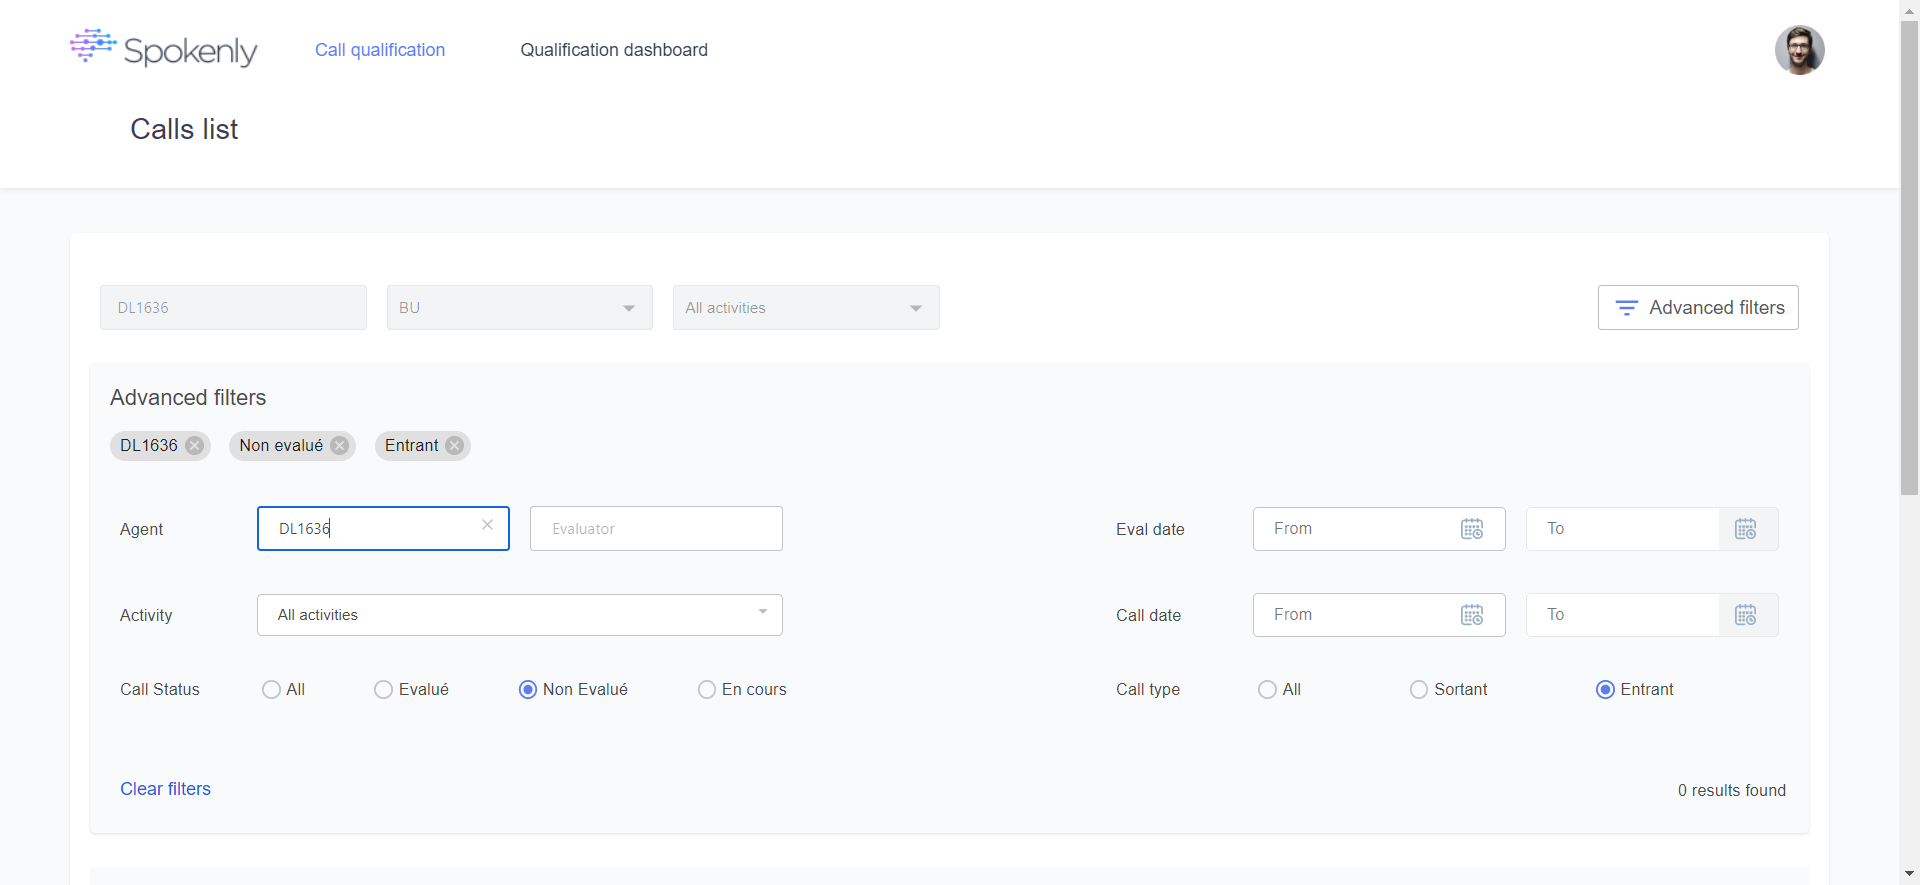 Spokenly
Call qualification
Qualification dashboard
Calls list
DL1636
BU
All activities
Advanced filters
Advanced filters
DL1636
Non evalué
Entrant
Agent
DL1636
Evaluator
Eval date
From
To
Activity
All activities
Call date
From
To
Call Status
All
Evalué
Non Evalué
En cours
Call type
All
Sortant
Entrant
Clear filters
0 results found